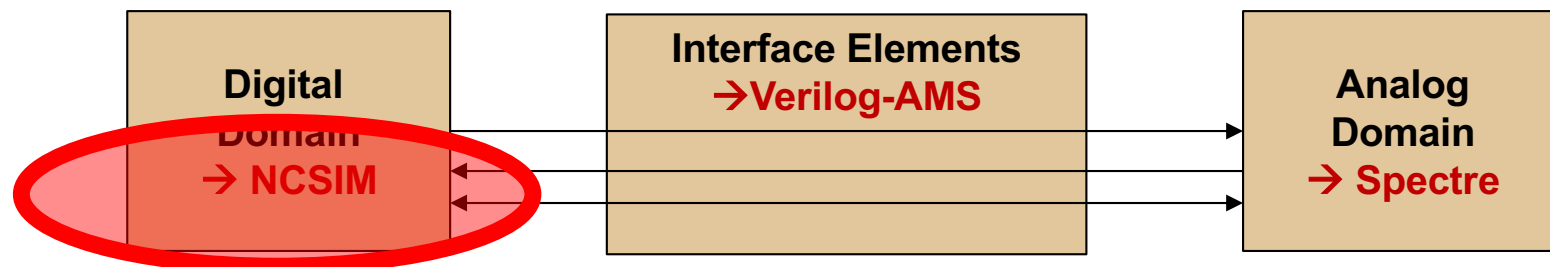 Digital
Domain
→ NCSIM
Interface Elements
→Verilog-AMS
Analog
Domain
→ Spectre